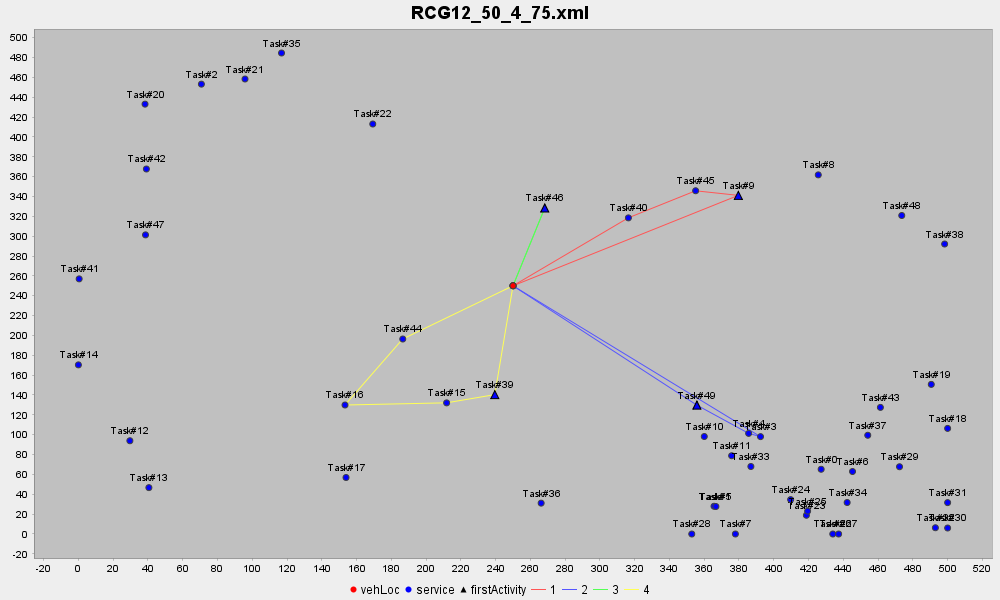 RCG12_50_4_75.xml
500
480
460
440
420
400
380
360
340
320
300
280
260
240
220
200
180
160
140
120
100
80
60
40
20
0
-20
Task#35
Task#21
Task#2
Task#20
Task#22
Task#42
Task#8
Task#45
Task#9
Task#46
Task#40
Task#48
Task#47
Task#38
Task#41
Task#44
Task#14
Task#19
Task#39
Task#15
Task#16
Task#49
Task#43
Task#3
Task#10
Task#37
Task#18
Task#12
Task#11
Task#33
Task#0
Task#6
Task#29
Task#17
Task#13
Task#36
Task#24
Task#34
Task#31
Task#28
Task#7
-20 0 20 40 60 80 100 120 140 160 180 200 220 240 260 280 300 320 340 360 380 400 420 440 460 480 500 520
vehLoc service firstActivity 1 2 3 4